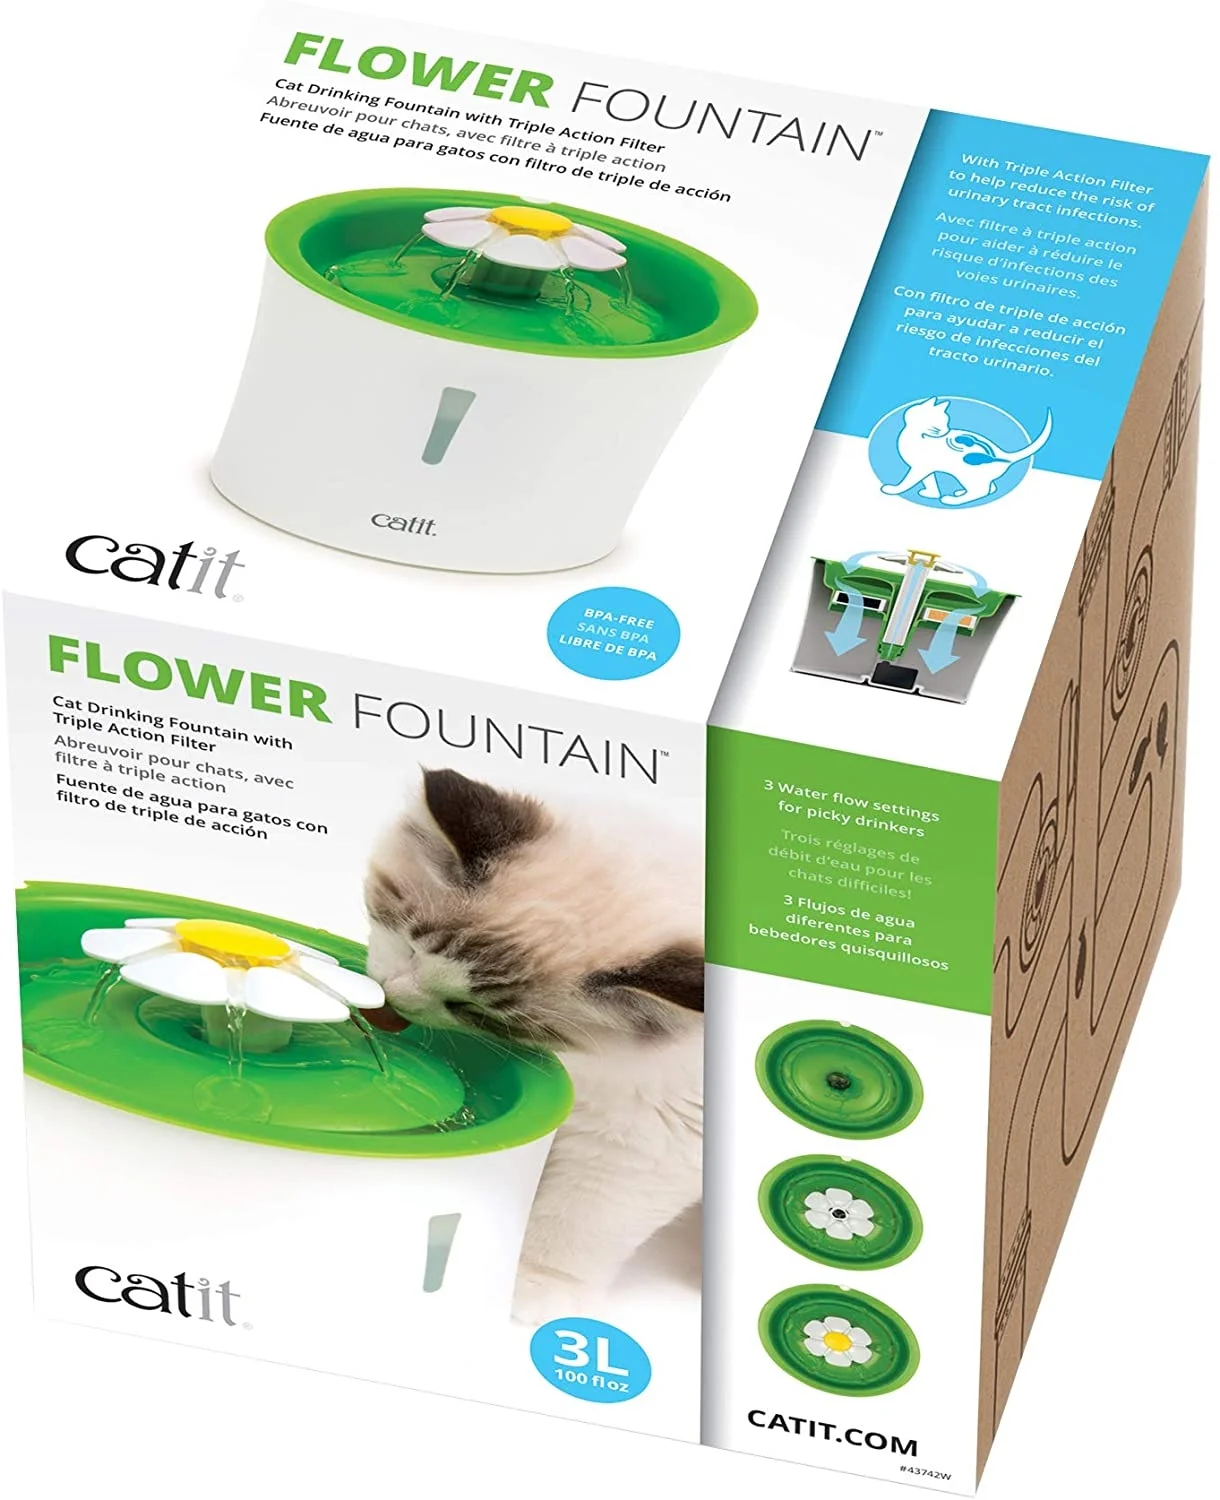 FLOWER FOUNTAIN™
Cat Drinking Fountain with Triple Action Filter
Abreuvoir pour chats, avec filtre à triple action
Fuente de agua para gatos con filtro de triple de acción
catit.
catit®
BPA-FREE
SANS BPA
LIBRE DE BPA
With Triple Action Filter
to help reduce the risk of
urinary tract infections.
Avec filtre à triple action
pour aider à réduire le
risque d'infections des
voies urinaires.
Con filtro de triple de acción
para ayudar a reducir el
riesgo de infecciones del
tracto urinario.
FLOWER FOUNTAIN™
Cat Drinking Fountain with
Triple Action Filter
Abreuvoir pour chats, avec
filtre à triple action
Fuente de agua para gatos con
filtro de triple de acción
catit®
3L
100 fl oz
3 Water flow settings
for picky drinkers
Trois réglages de
débit d'eau pour les
chats difficiles!
3 Flujos de agua
diferentes para
bebedores quisquillosos
CATIT.COM
#43742W